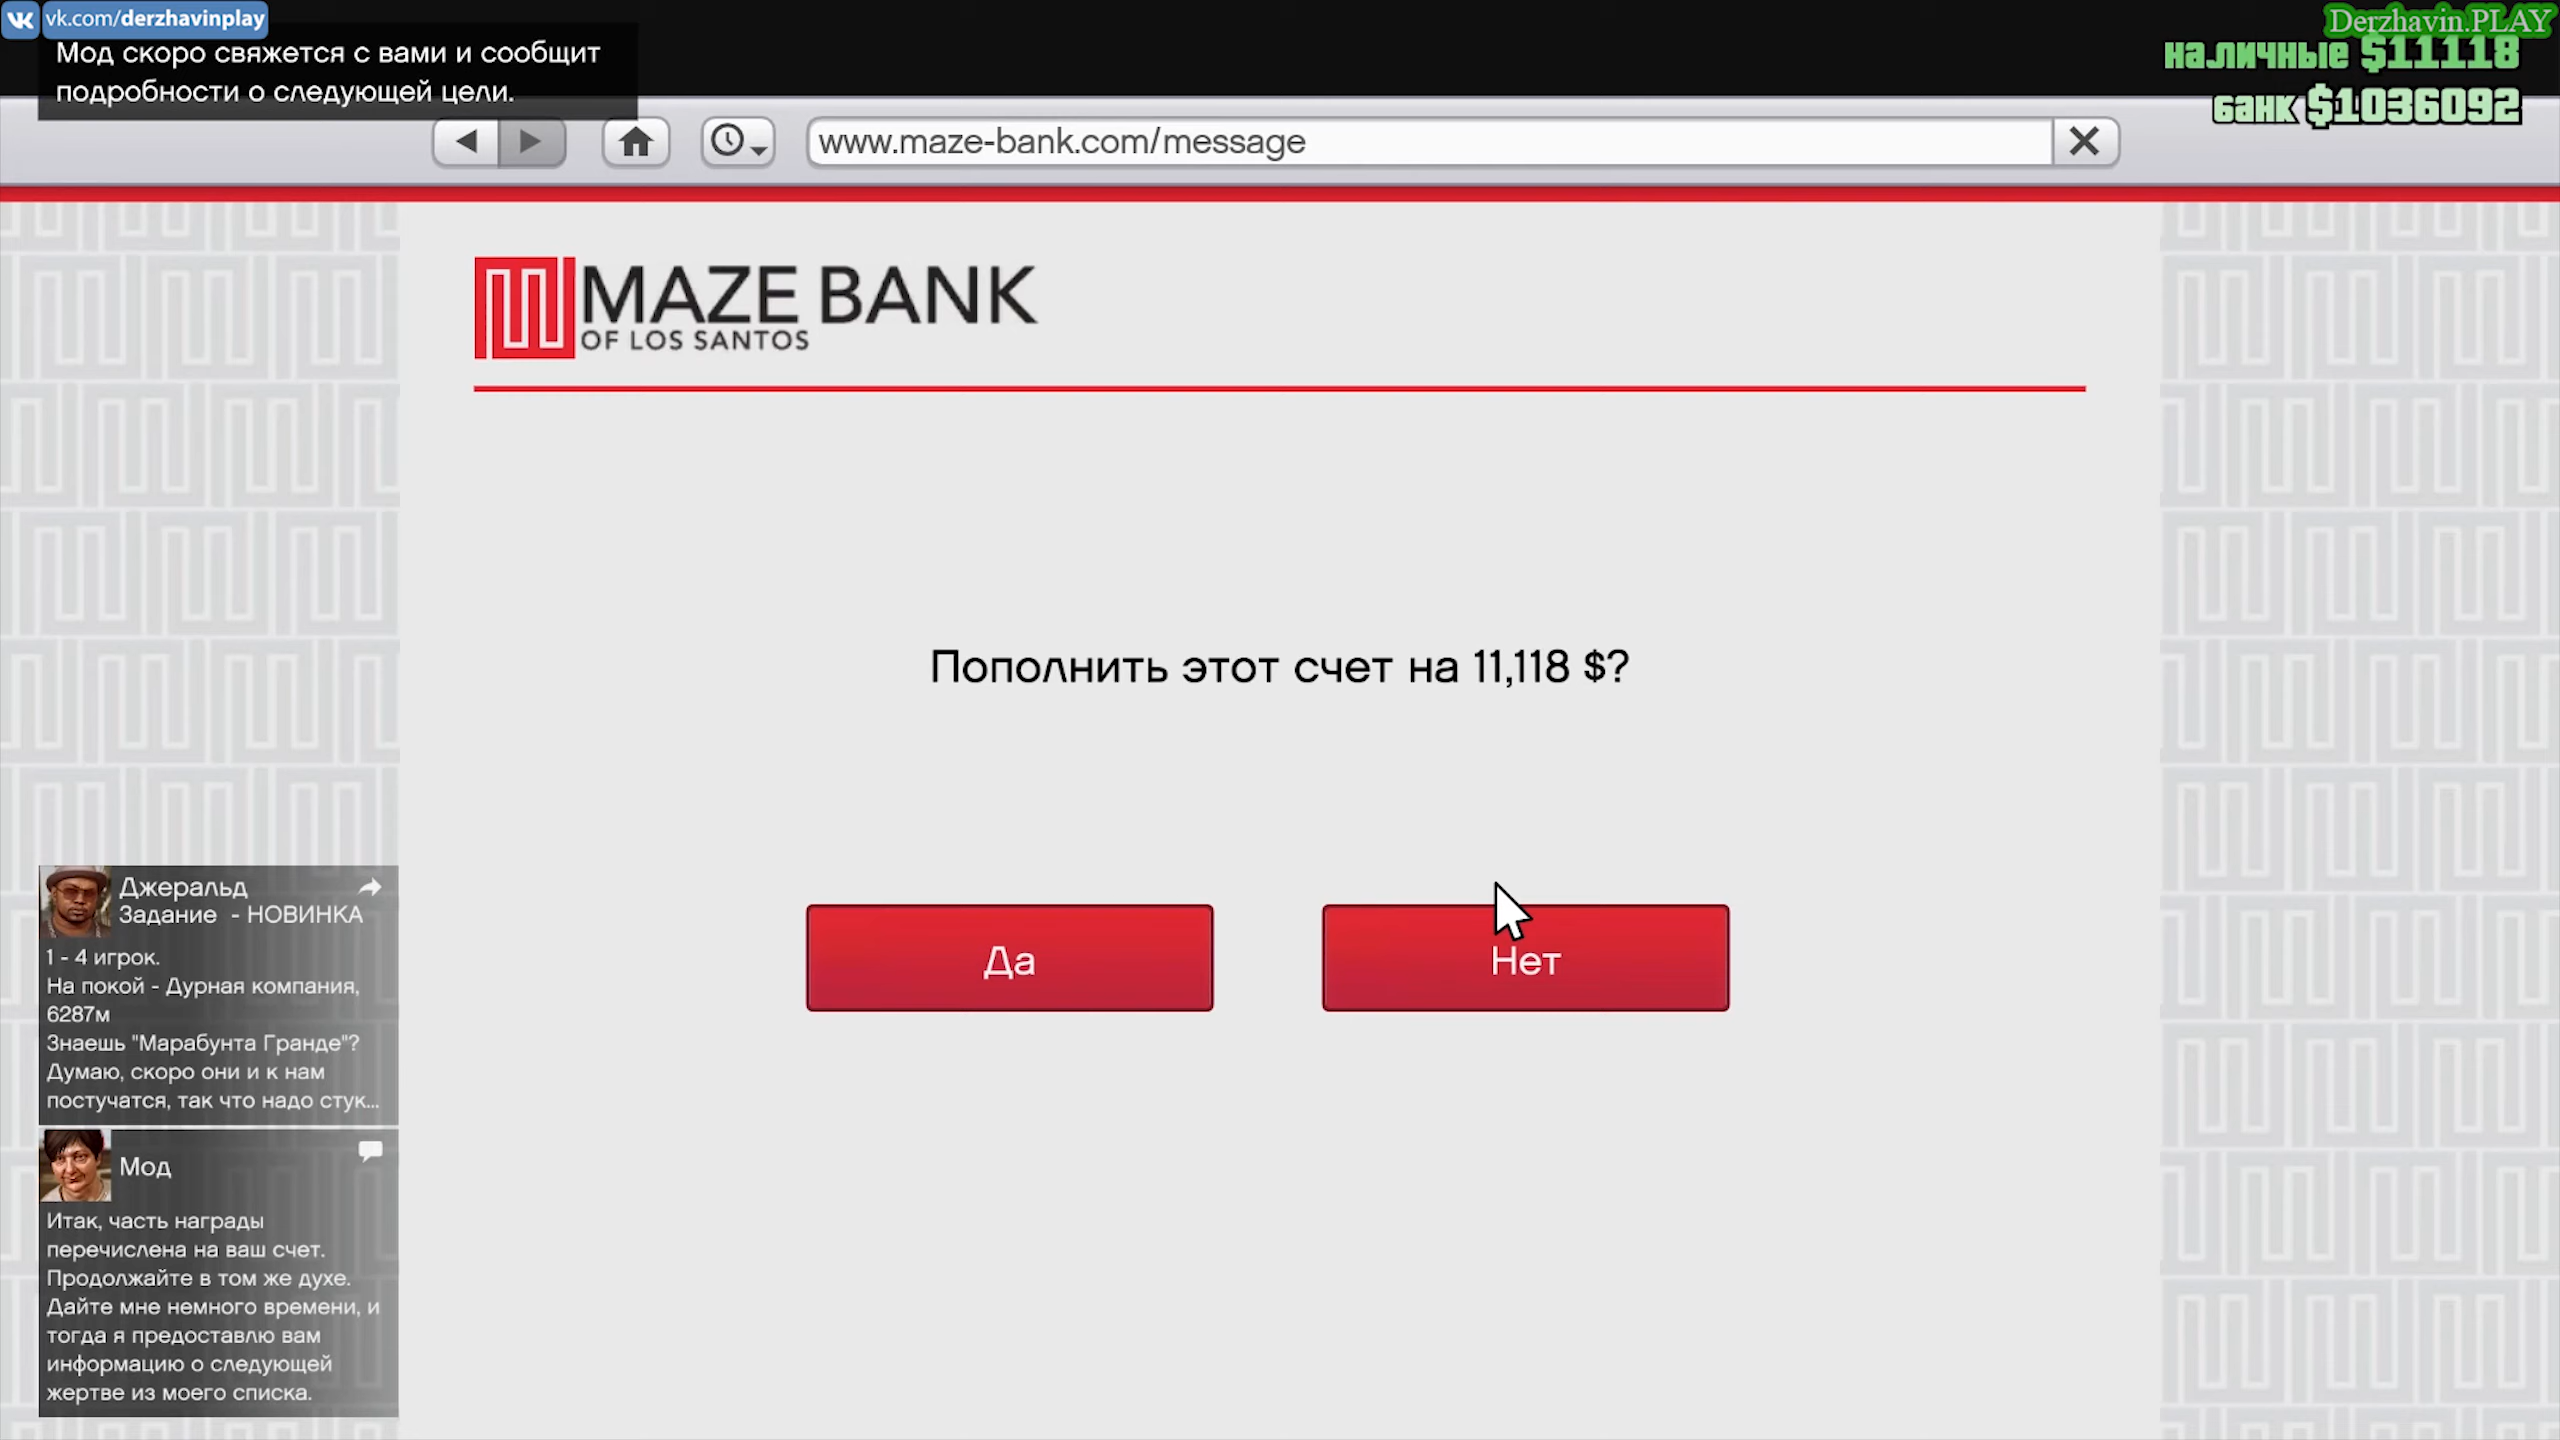 vk.com/derzhavinplay
Derzhavin.PLAY
Мод скоро свяжется с вами и сообщит
подробности о следующей цели.
наличные $11118
банк $1036092
www.maze-bank.com/message
MAZE BANK
OF LOS SANTOS
Пополнить этот счет на 11,118 $?
Да
Нет
Джеральд
Задание - НОВИНКА
1 - 4 игрок.
На покой - Дурная компания,
6287м
Знаешь "Марабунта Гранде"?
Думаю, скоро они и к нам
постучатся, так что надо стук...
Мод
Итак, часть награды
перечислена на ваш счет.
Продолжайте в том же духе.
Дайте мне немного времени, и
тогда я предоставлю вам
информацию о следующей
жертве из моего списка.